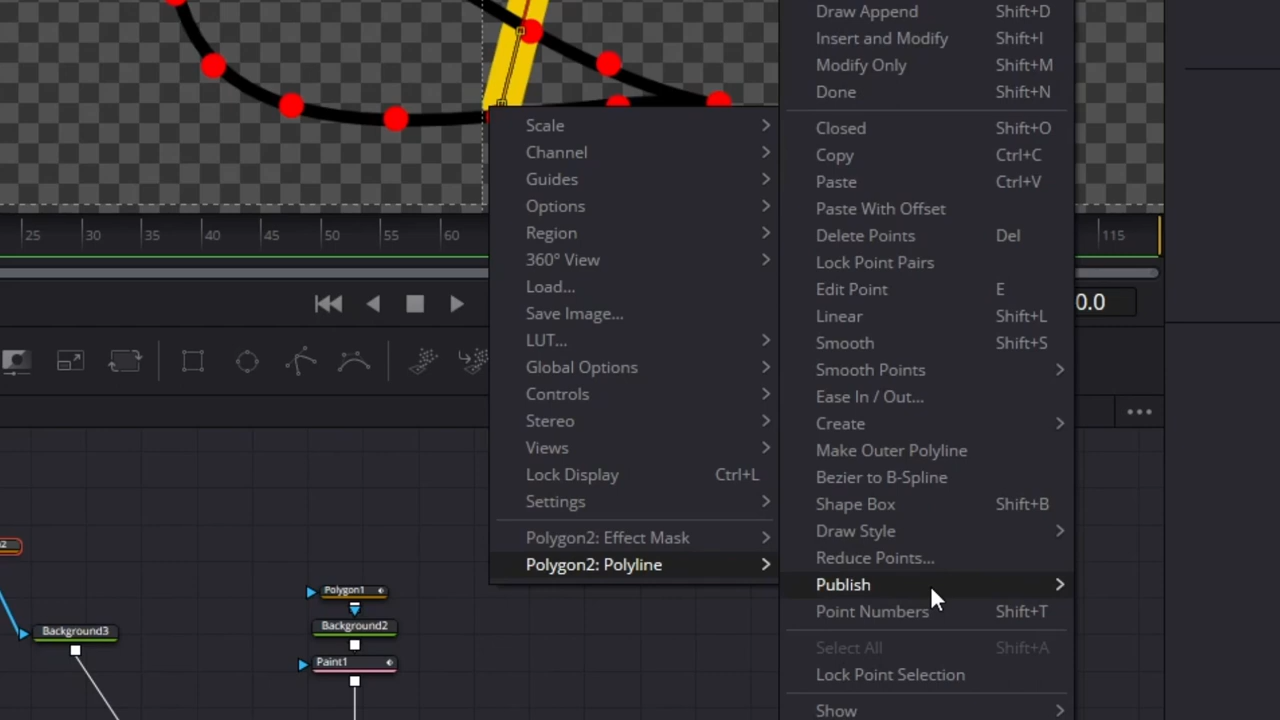 Draw Append Shift+D
Insert and Modify Shift+I
Modify Only Shift+M
Done Shift+N
Closed Shift+O
Copy Ctrl+C
Paste Ctrl+V
Paste With Offset
Delete Points Del
Lock Point Pairs
Edit Point E
Linear Shift+L
Smooth Shift+S
Smooth Points
Ease In / Out...
Create
Make Outer Polyline
Bezier to B-Spline
Shape Box Shift+B
Draw Style
Reduce Points...
Publish
Point Numbers Shift+T
Select All Shift+A
Lock Point Selection
Show
Scale
Channel
Guides
Options
Region
360° View
Load...
Save Image...
LUT...
Global Options
Controls
Stereo
Views
Lock Display Ctrl+L
Settings
Polygon2: Effect Mask
Polygon2: Polyline
25 30 35 40 45 50 55 60 115
0.0
Polygon1
Background2
Paint1
Background3